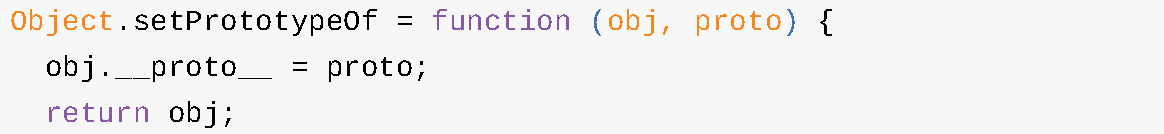 Object.setPrototypeOf = function (obj, proto) {
  obj.__proto__ = proto;
  return obj;